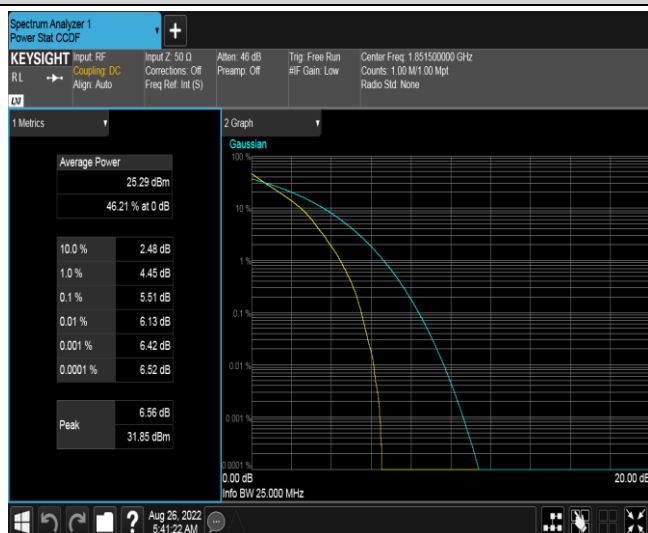 Spectrum Analyzer 1
Power Stat CCDF
+
KEYSIGHT
RL
LXI
Input: RF
Coupling: DC
Align: Auto
Input Z: 50 Ω
Corrections: Off
Freq Ref: Int (S)
Atten: 46 dB
Preamp: Off
Trig: Free Run
#IF Gain: Low
Center Freq: 1.851500000 GHz
Counts: 1.00 M/1.00 Mpt
Radio Std: None
1 Metrics
Average Power
25.29 dBm
46.21 % at 0 dB
10.0 % 2.48 dB
1.0 % 4.45 dB
0.1 % 5.51 dB
0.01 % 6.13 dB
0.001 % 6.42 dB
0.0001 % 6.52 dB
Peak
6.56 dB
31.85 dBm
2 Graph
Gaussian
100 %
10 %
1 %
0.1 %
0.01 %
0.001 %
0.0001 %
0.00 dB 20.00 dB
Info BW 25.000 MHz
?
Aug 26, 2022
5:41:22 AM